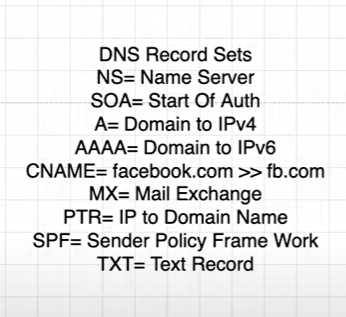 DNS Record Sets
NS= Name Server
SOA= Start Of Auth
A= Domain to IPv4
AAAA= Domain to IPv6
CNAME= facebook.com >> fb.com
MX= Mail Exchange
PTR= IP to Domain Name
SPF= Sender Policy Frame Work
TXT= Text Record